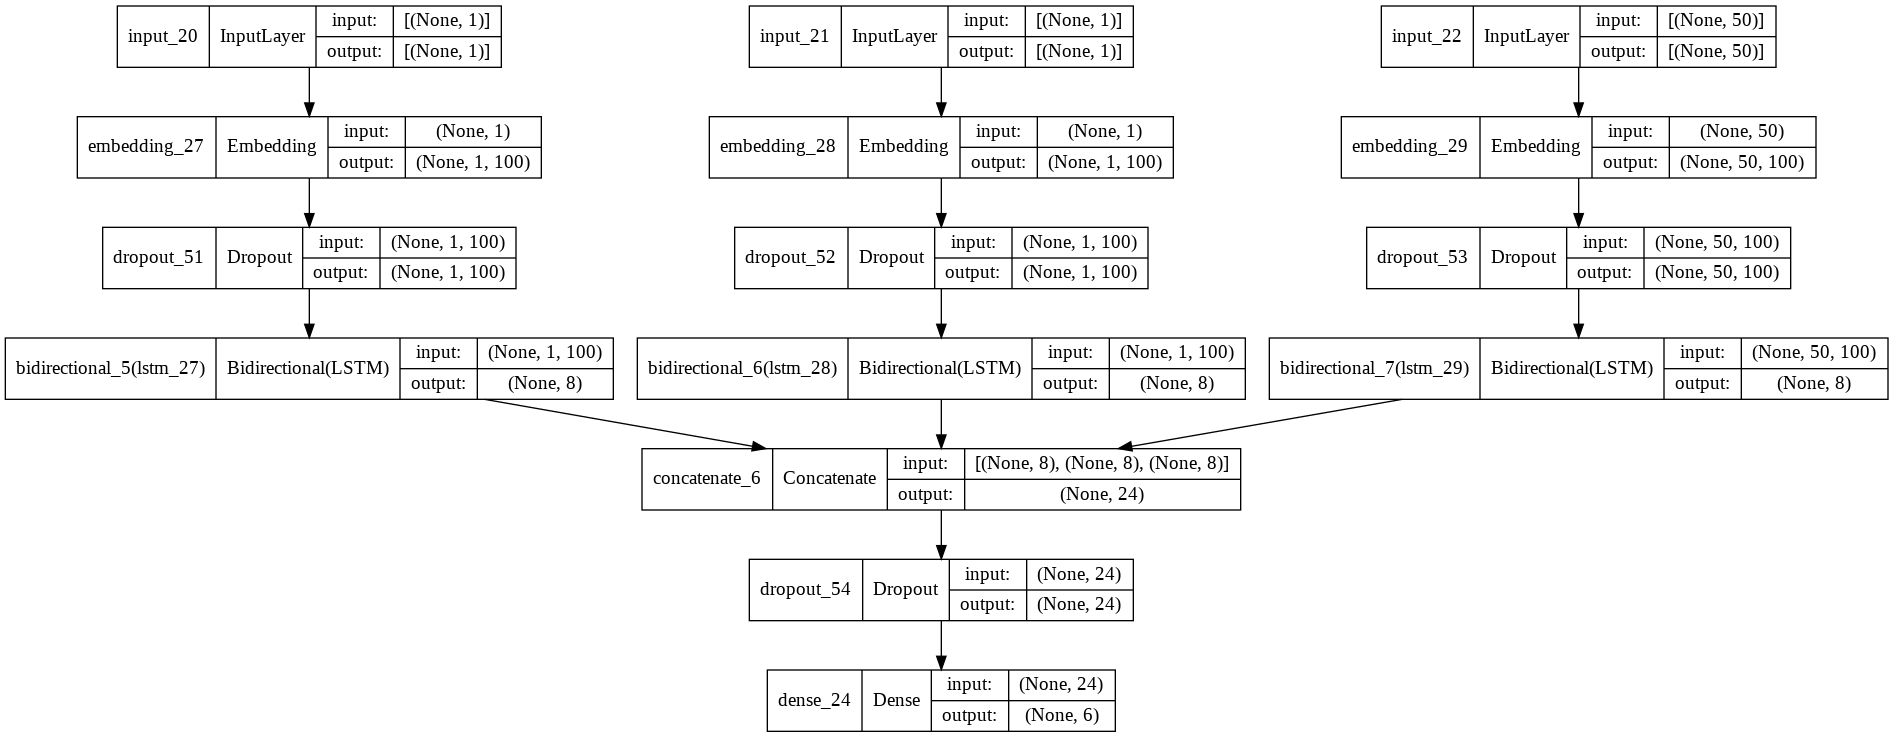 input_20 InputLayer input: [(None, 1)] output: [(None, 1)]
input_21 InputLayer input: [(None, 1)] output: [(None, 1)]
input_22 InputLayer input: [(None, 50)] output: [(None, 50)]
embedding_27 Embedding input: (None, 1) output: (None, 1, 100)
embedding_28 Embedding input: (None, 1) output: (None, 1, 100)
embedding_29 Embedding input: (None, 50) output: (None, 50, 100)
dropout_51 Dropout input: (None, 1, 100) output: (None, 1, 100)
dropout_52 Dropout input: (None, 1, 100) output: (None, 1, 100)
dropout_53 Dropout input: (None, 50, 100) output: (None, 50, 100)
bidirectional_5(lstm_27) Bidirectional(LSTM) input: (None, 1, 100) output: (None, 8)
bidirectional_6(lstm_28) Bidirectional(LSTM) input: (None, 1, 100) output: (None, 8)
bidirectional_7(lstm_29) Bidirectional(LSTM) input: (None, 50, 100) output: (None, 8)
concatenate_6 Concatenate input: [(None, 8), (None, 8), (None, 8)] output: (None, 24)
dropout_54 Dropout input: (None, 24) output: (None, 24)
dense_24 Dense input: (None, 24) output: (None, 6)